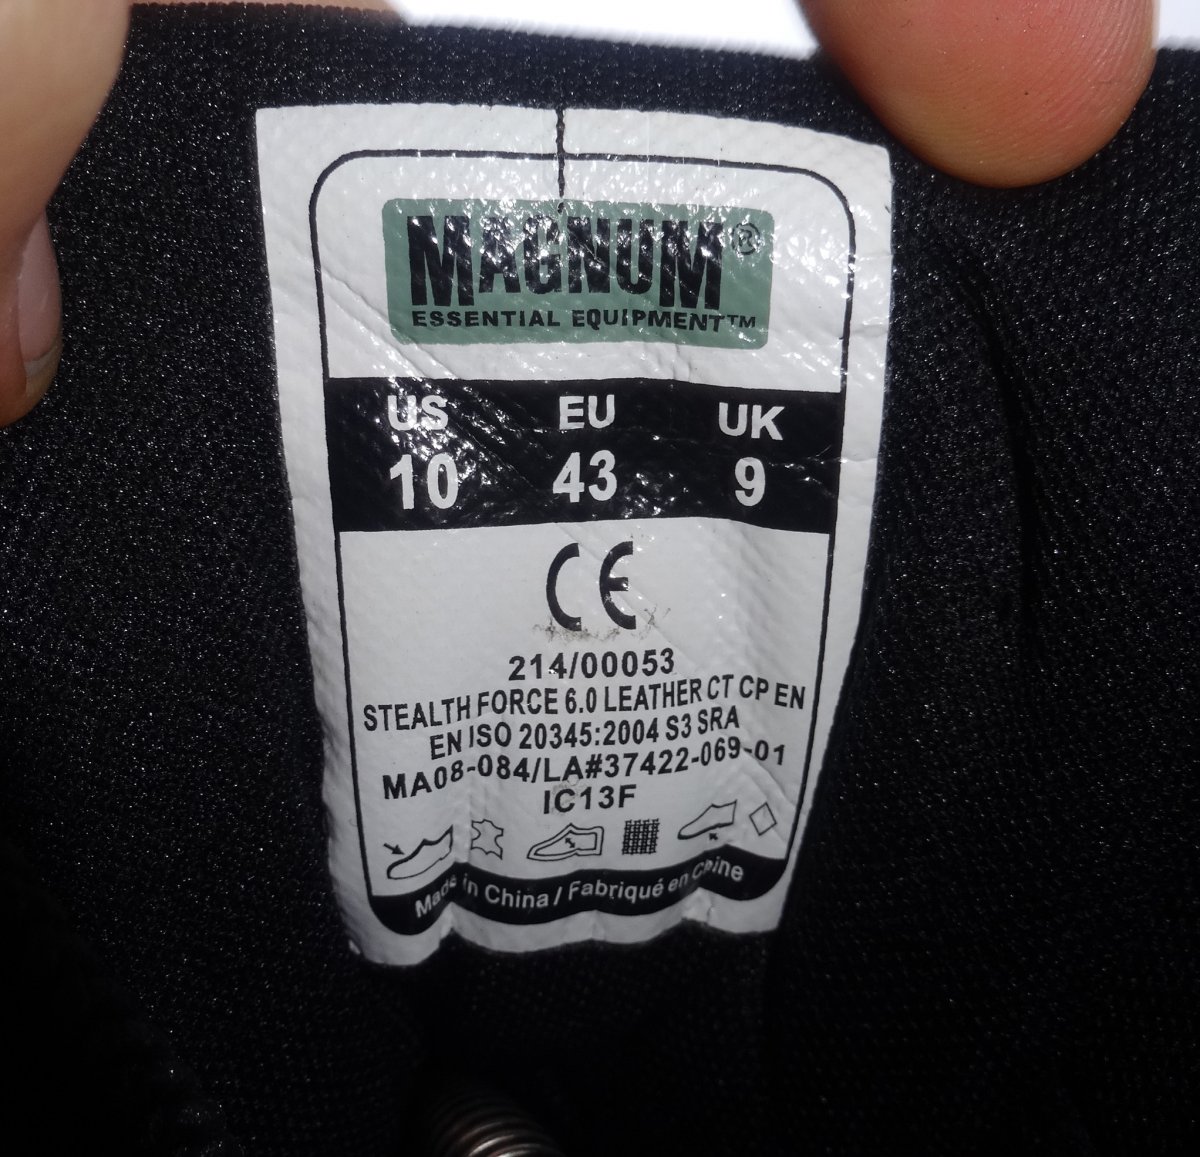 MAGNUM®
ESSENTIAL EQUIPMENT™
US EU UK
10 43 9
CE
214/00053
STEALTH FORCE 6.0 LEATHER CT CP EN
EN ISO 20345:2004 S3 SRA
MA08-084/LA#37422-069-01
IC13F
Made in China / Fabriqué en Chine